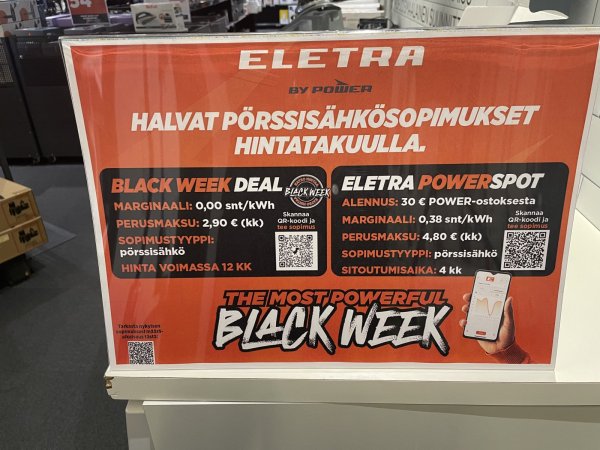 ELETRA
BY POWER
HALVAT PÖRSSISÄHKÖSOPIMUKSET
HINTATAKUULLA.
BLACK WEEK DEAL
BLACK WEEK
MARGINAALI: 0,00 snt/kWh
PERUSMAKSU: 2,90 € (kk)
SOPIMUSTYYPPI:
pörssisähkö
HINTA VOIMASSA 12 KK
Skannaa
QR-koodi ja
tee sopimus
ELETRA POWERSPOT
ALENNUS: 30 € POWER-ostoksesta
MARGINAALI: 0,38 snt/kWh
PERUSMAKSU: 4,80 € (kk)
SOPIMUSTYYPPI: pörssisähkö
SITOUTUMISAIKA: 4 kk
Skannaa
QR-koodi ja
tee sopimus
THE MOST POWERFUL
BLACK WEEK
Tarkasta nykyisen